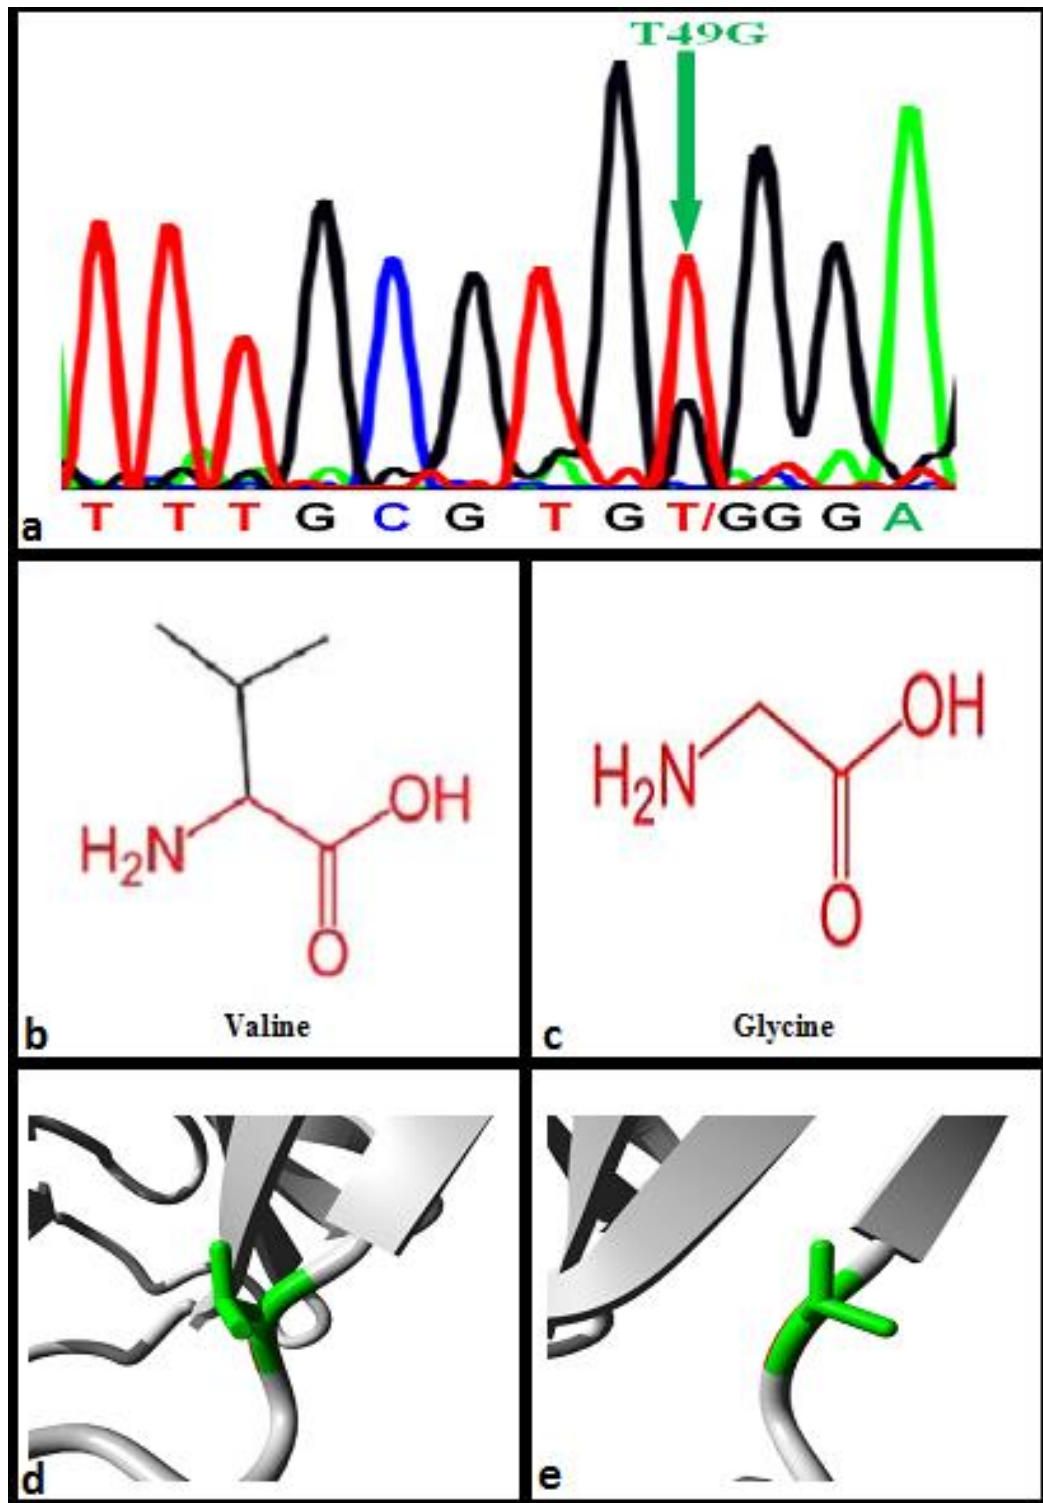 T49G
T T T G C G T G T/GG G A
a
H₂N
OH
O
Valine
b
H₂N
OH
O
Glycine
c
d
e